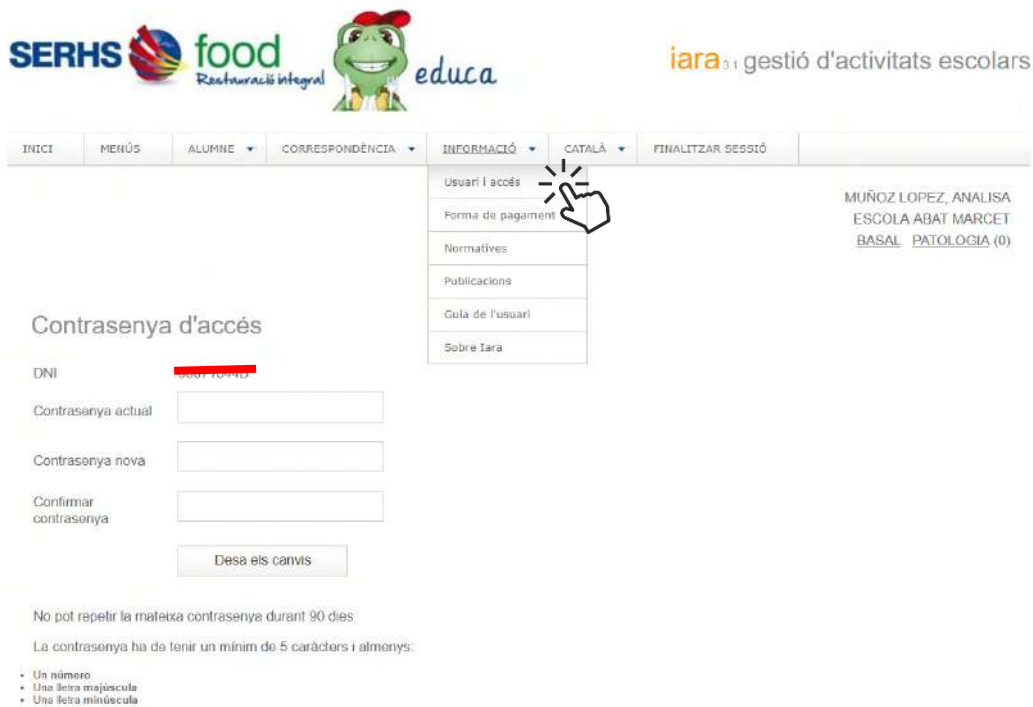 SERHS food
Restauració integral
educa
iara 3.1 gestió d'activitats escolars
INICI MENÚS ALUMNE CORRESPONDÈNCIA INFORMACIÓ CATALÀ FINALITZAR SESSIÓ
Usuari i accés
Forma de pagament
Normatives
Publicacions
Guia de l'usuari
Sobre Iara
MUÑOZ LOPEZ, ANALISA
ESCOLA ABAT MARCET
BASAL PATOLOGIA (0)
Contrasenya d'accés
DNI
Contrasenya actual
Contrasenya nova
Confirmar
contrasenya
Desa els canvis
No pot repetir la mateixa contrasenya durant 90 dies
La contrasenya ha de tenir un mínim de 5 caràcters i almenys:
• Un número
• Una lletra majúscula
• Una lletra minúscula